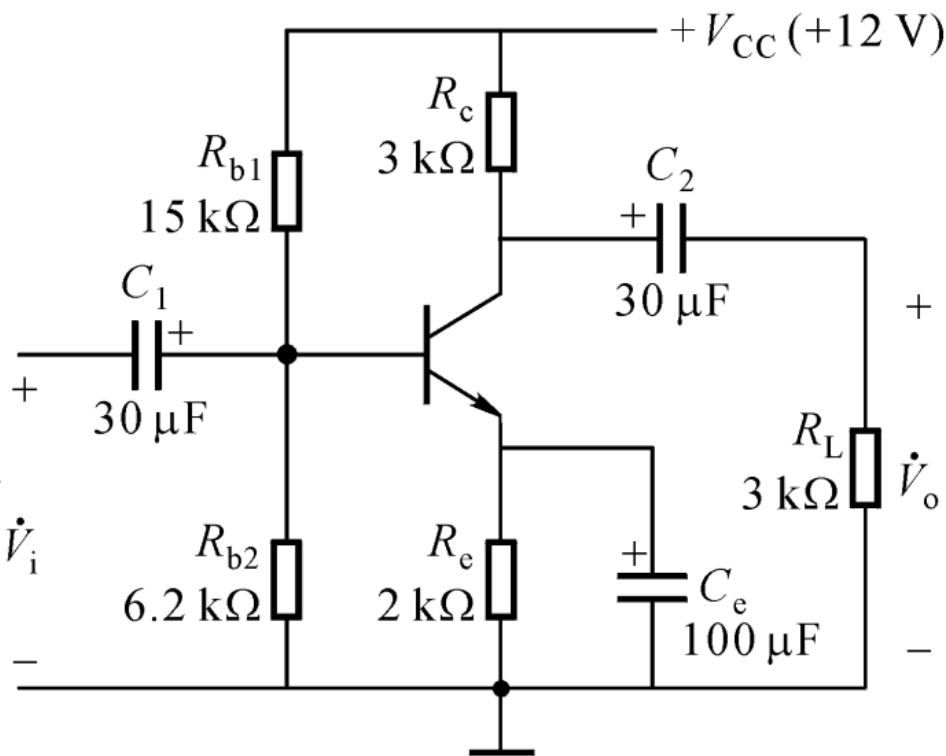 + V_CC (+12 V)
R_c
3 kΩ
R_b1
15 kΩ
C_2
+
30 μF
C_1
+
30 μF
+
+
R_L
3 kΩ
V̇_o
V̇_i
R_b2
6.2 kΩ
R_e
2 kΩ
+
C_e
100 μF
−
−